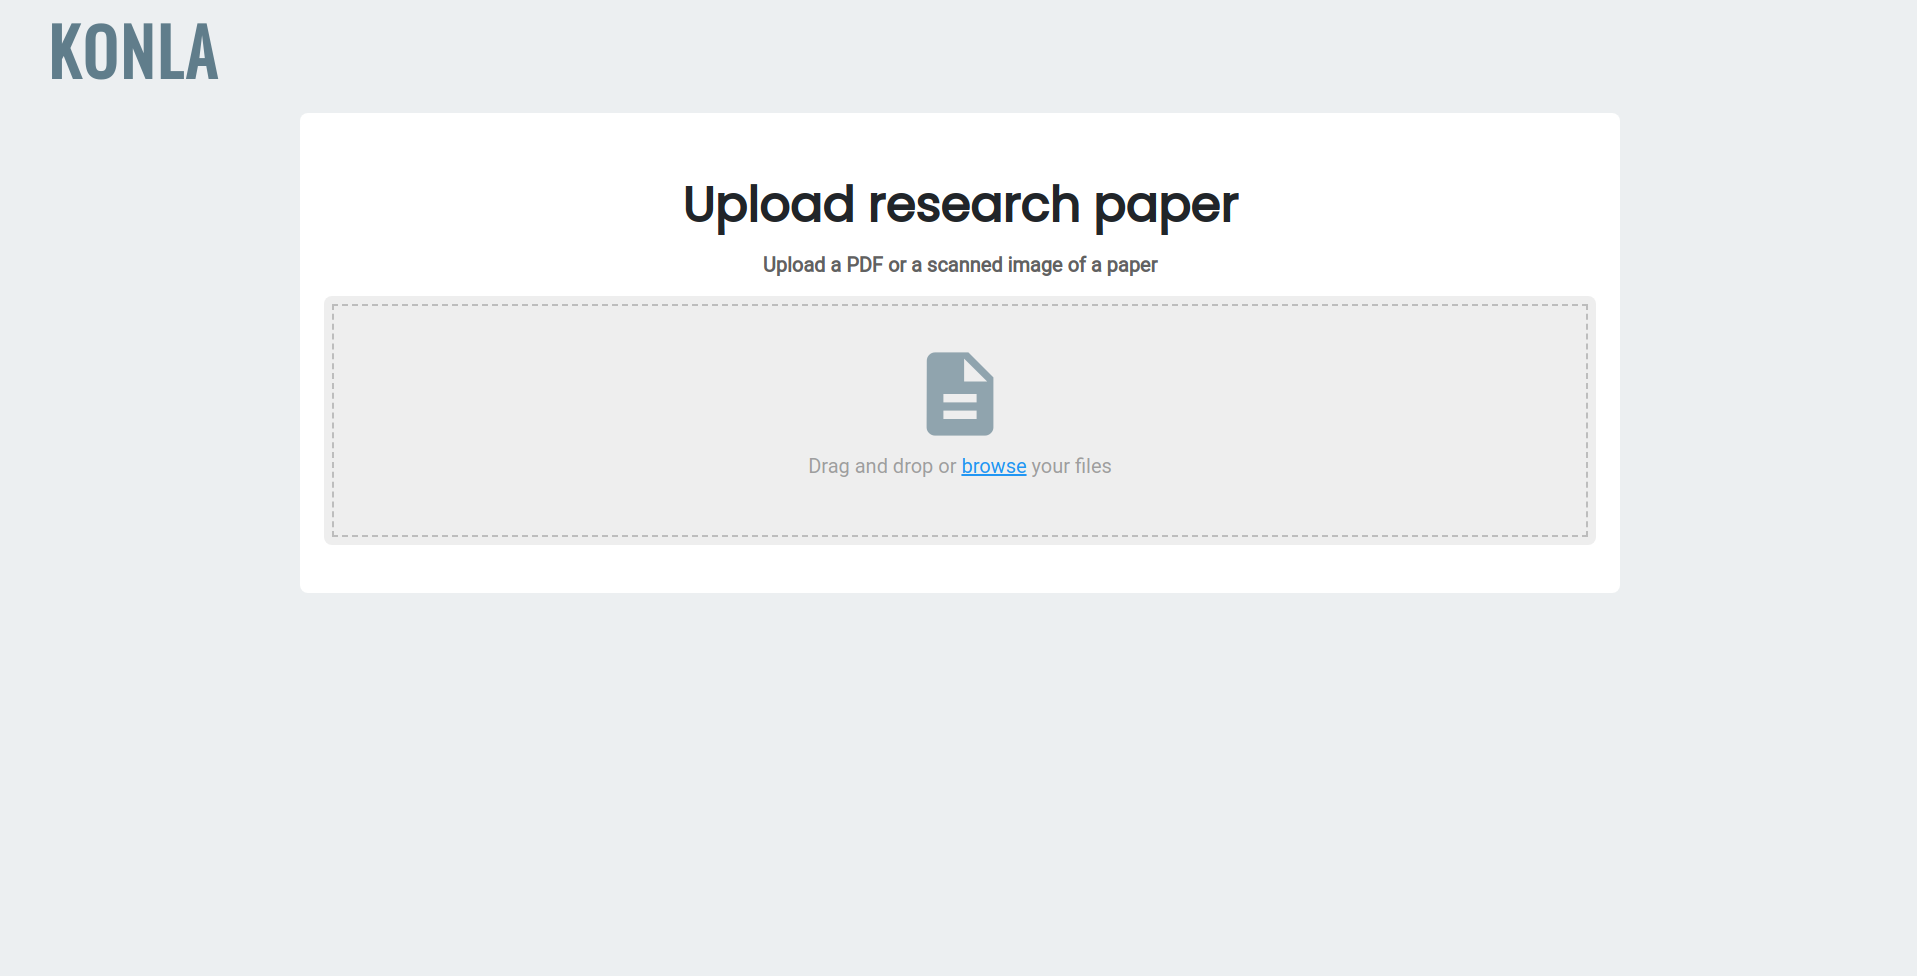 KONLA
Upload research paper
Upload a PDF or a scanned image of a paper
Drag and drop or browse your files